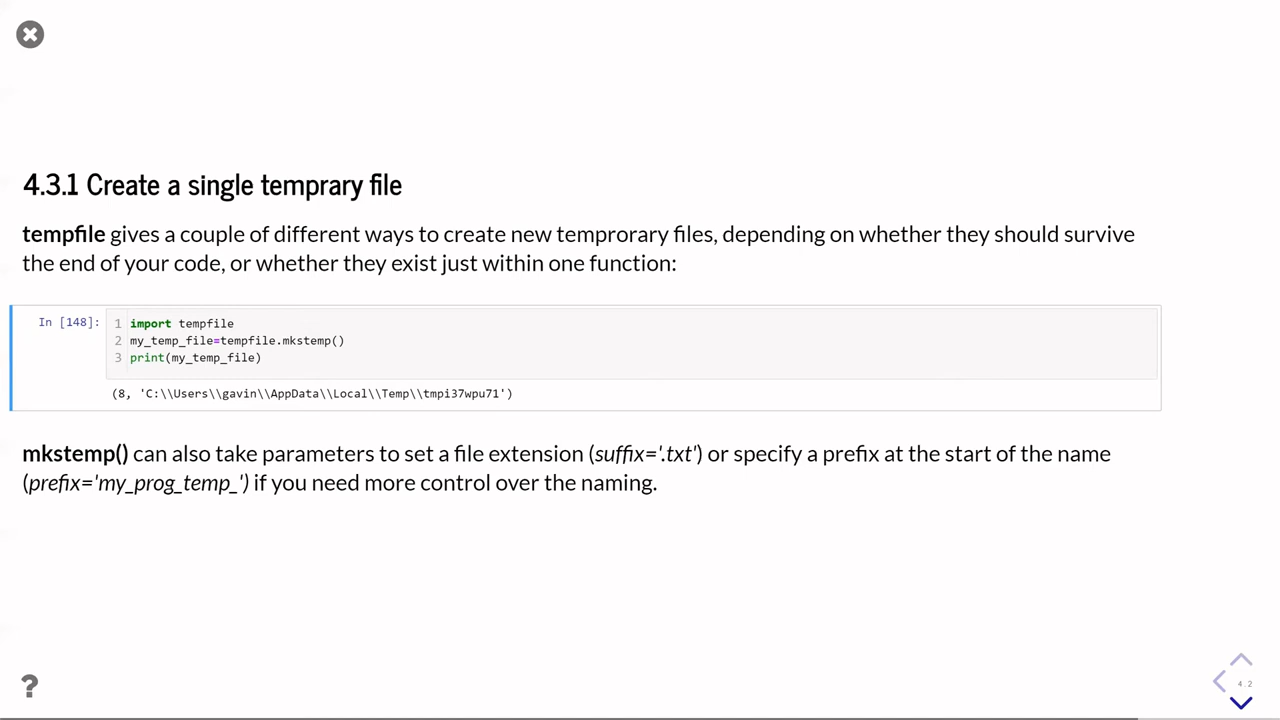 4.3.1 Create a single temprary file
tempfile gives a couple of different ways to create new temprorary files, depending on whether they should survive
the end of your code, or whether they exist just within one function:
In [148]:
1 import tempfile
2 my_temp_file=tempfile.mkstemp()
3 print(my_temp_file)
(8, 'C:\\Users\\gavin\\AppData\\Local\\Temp\\tmpi37wpu71')
mkstemp() can also take parameters to set a file extension (suffix='.txt') or specify a prefix at the start of the name
(prefix='my_prog_temp_') if you need more control over the naming.
?
4.2